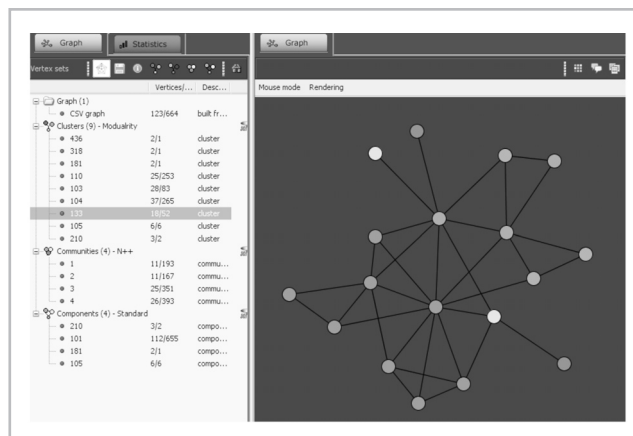 Graph
Statistics
Graph
Vertex sets
Vertices/... Desc...
Mouse mode Rendering
Graph (1)
CSV graph 123/664 built fr...
Clusters (9) - Modualrity
436 2/1 cluster
318 2/1 cluster
181 2/1 cluster
110 25/253 cluster
103 28/83 cluster
104 37/265 cluster
133 18/52 cluster
105 6/6 cluster
210 3/2 cluster
Communities (4) - N++
1 11/193 commu...
2 11/167 commu...
3 25/351 commu...
4 26/393 commu...
Components (4) - Standard
210 3/2 compo...
101 112/655 compo...
181 2/1 compo...
105 6/6 compo...